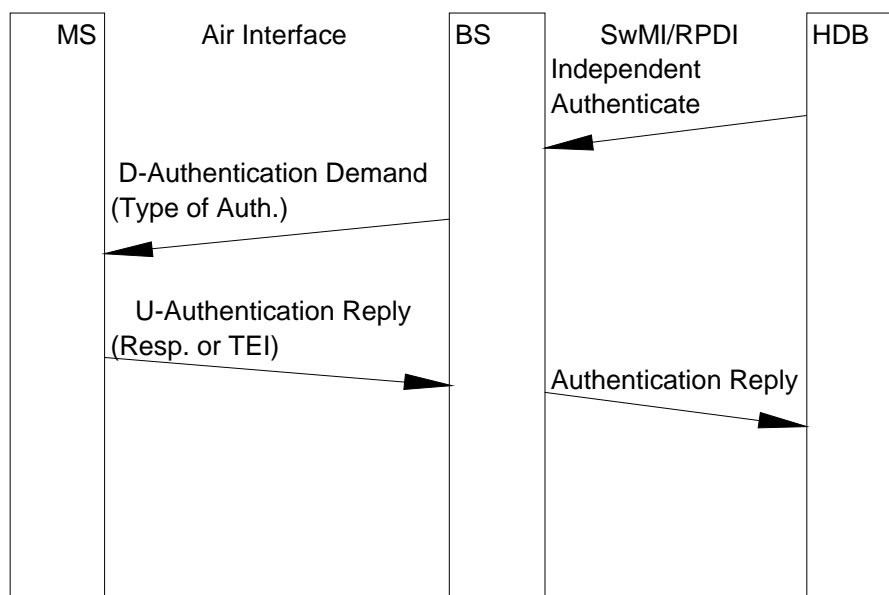 MS Air Interface BS SwMI/RPDI HDB
Independent
Authenticate
D-Authentication Demand
(Type of Auth.)
U-Authentication Reply
(Resp. or TEI)
Authentication Reply